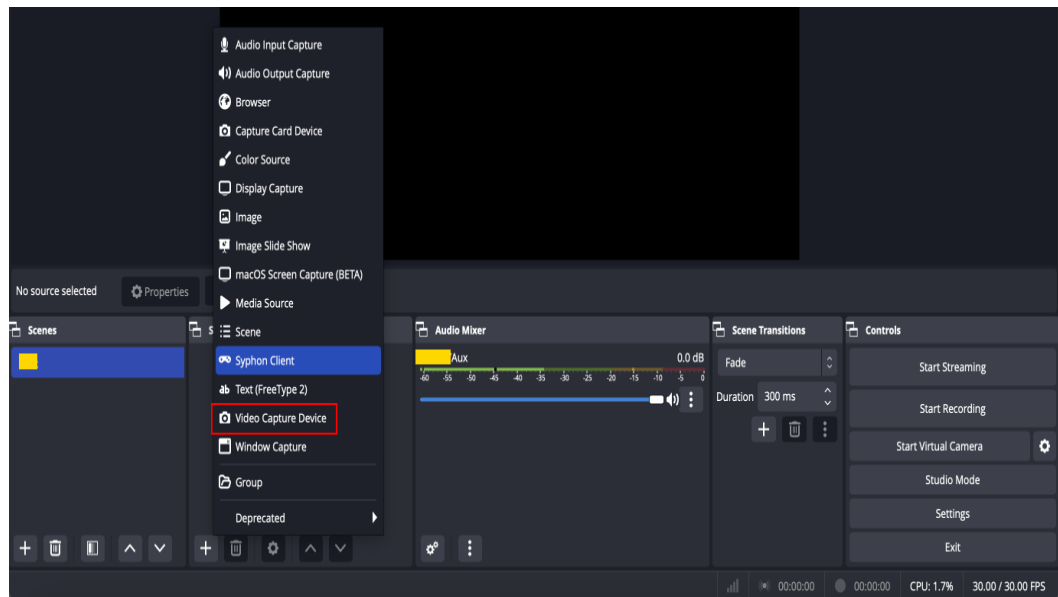 Audio Input Capture
Audio Output Capture
Browser
Capture Card Device
Color Source
Display Capture
Image
Image Slide Show
macOS Screen Capture (BETA)
Media Source
Scene
Syphon Client
ab Text (FreeType 2)
Video Capture Device
Window Capture
Group
Deprecated
No source selected
Properties
Scenes
S
Audio Mixer
Aux
0.0 dB
-60 -55 -50 -45 -40 -35 -30 -25 -20 -15 -10 -5 0
Scene Transitions
Fade
Duration 300 ms
Controls
Start Streaming
Start Recording
Start Virtual Camera
Studio Mode
Settings
Exit
00:00:00 00:00:00 CPU: 1.7% 30.00 / 30.00 FPS